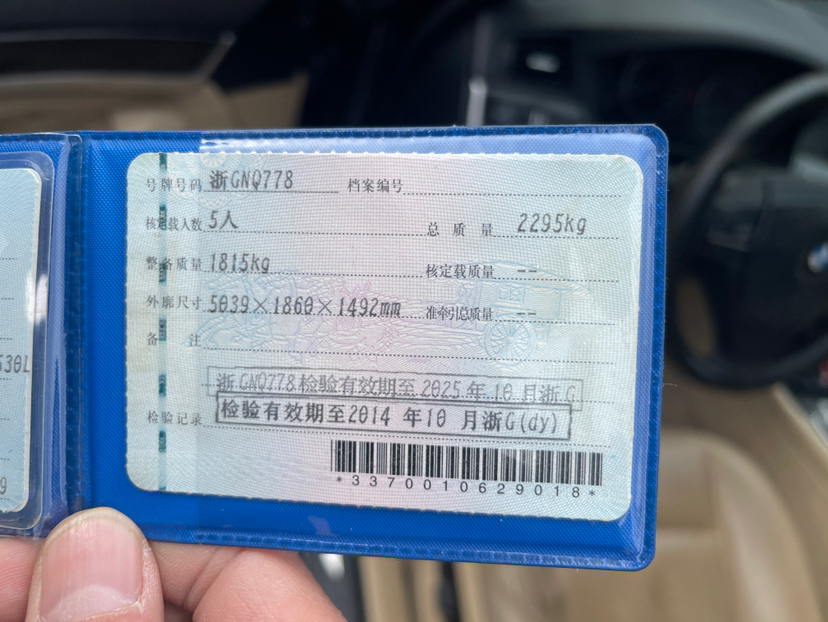 号牌号码 浙GNQ778 档案编号
核定载人数 5人 总质量 2295kg
整备质量 1815kg 核定载质量 --
外廓尺寸 5039×1860×1492mm 准牵引总质量 --
备注
浙GNQ778检验有效期至2025年10月浙G
检验记录 检验有效期至2014年10月浙G(dy)
*3370010629018*
530L
9